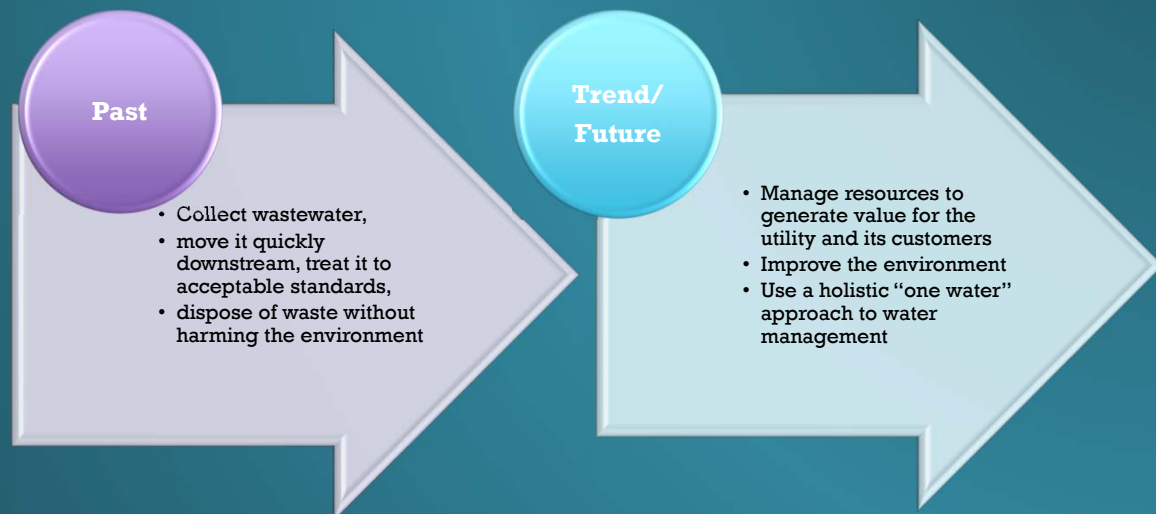 Past
• Collect wastewater,
• move it quickly
downstream, treat it to
acceptable standards,
• dispose of waste without
harming the environment
Trend/
Future
• Manage resources to
generate value for the
utility and its customers
• Improve the environment
• Use a holistic “one water”
approach to water
management